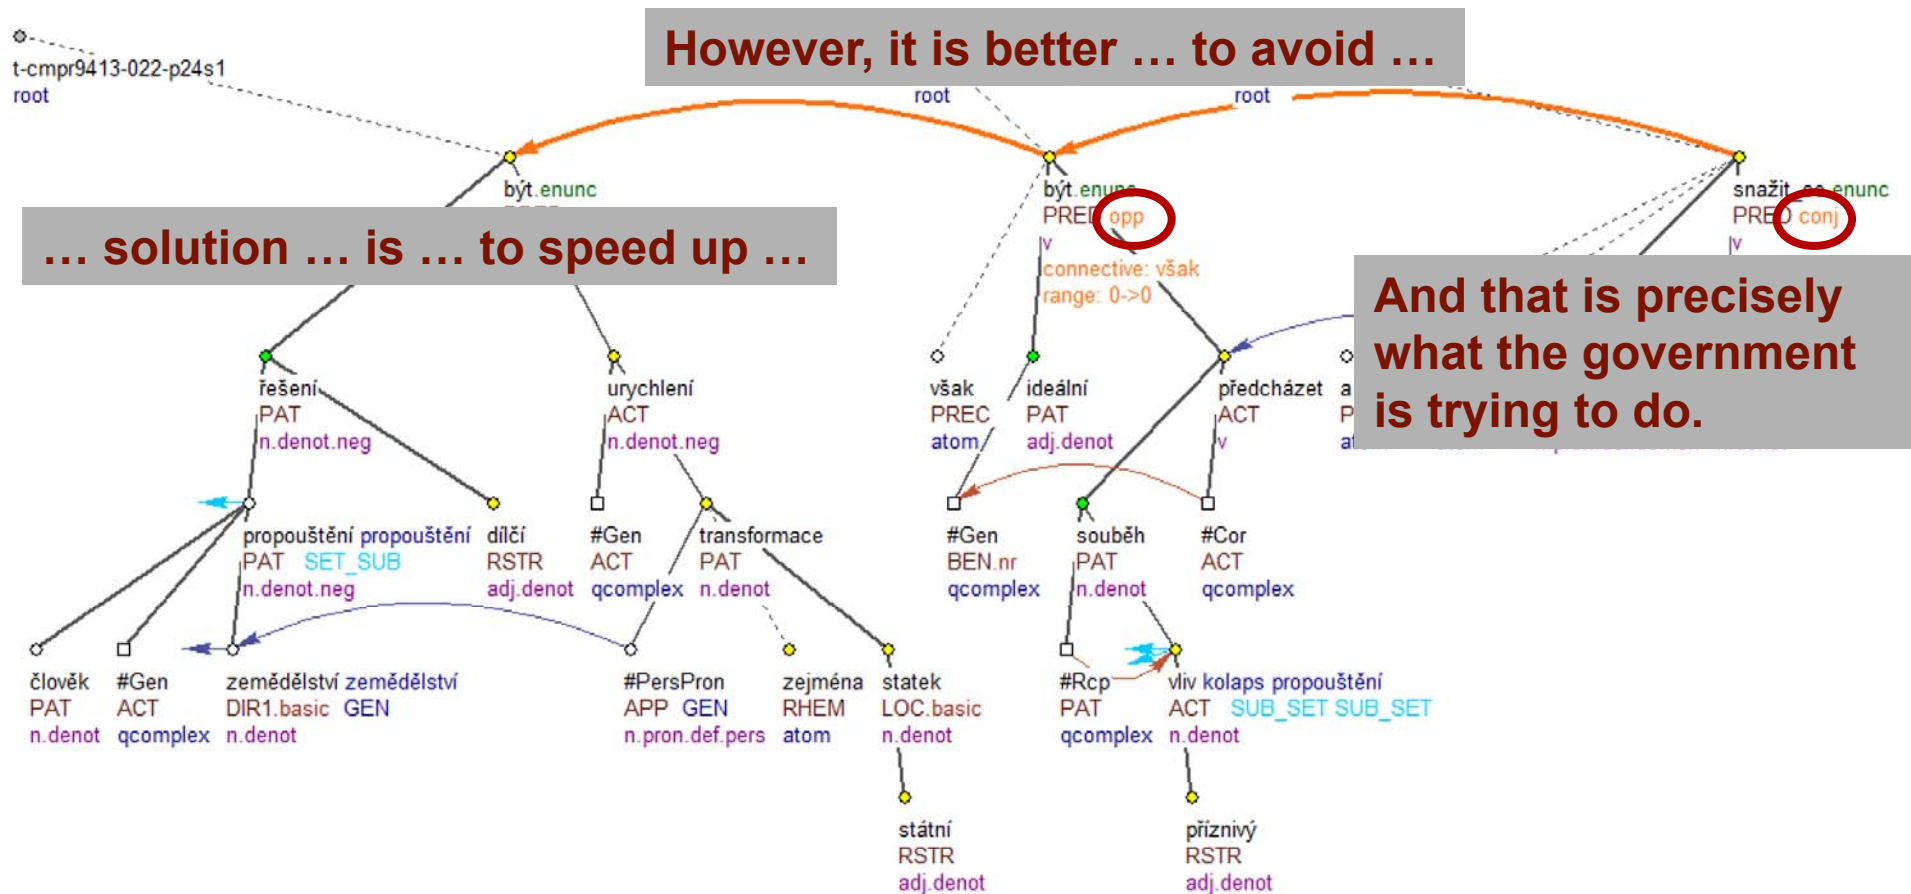 However, it is better … to avoid …
t-cmpr9413-022-p24s1
root
root
root
být.enunc
být.enunc
PRED opp
v
connective: však
range: 0->0
snažit_se.enunc
PRED conj
v
… solution … is … to speed up …
And that is precisely
what the government
is trying to do.
řešení
PAT
n.denot.neg
urychlení
ACT
n.denot.neg
však
PREC
atom
ideální
PAT
adj.denot
předcházet
ACT
v
a
propouštění propouštění
PAT SET_SUB
n.denot.neg
dílčí
RSTR
adj.denot
#Gen
ACT
qcomplex
transformace
PAT
n.denot
#Gen
BEN.nr
qcomplex
souběh
PAT
n.denot
#Cor
ACT
qcomplex
člověk
PAT
n.denot
#Gen
ACT
qcomplex
zemědělství zemědělství
DIR1.basic GEN
n.denot
#PersPron
APP GEN
n.pron.def.pers
zejména
RHEM
atom
statek
LOC.basic
n.denot
#Rcp
PAT
qcomplex
vliv kolaps propouštění
ACT SUB_SET SUB_SET
n.denot
státní
RSTR
adj.denot
příznivý
RSTR
adj.denot